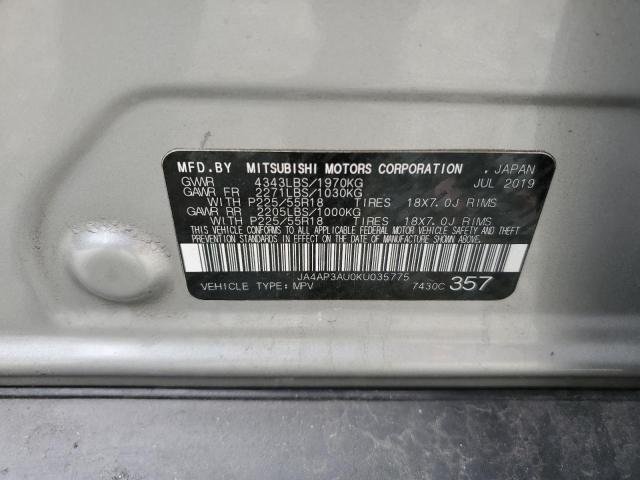 MFD.BY MITSUBISHI MOTORS CORPORATION , JAPAN
GVWR 4343LBS/1970KG JUL 2019
GAWR FR 2271LBS/1030KG
WITH P225/55R18 TIRES 18X7.0J RIMS
GAWR RR 2205LBS/1000KG
WITH P225/55R18 TIRES 18X7.0J RIMS
THIS VEHICLE CONFORMS TO ALL APPLICABLE FEDERAL MOTOR VEHICLE SAFETY AND THEFT
PREVENTION STANDARDS IN EFFECT ON THE DATE OF MANUFACTURE SHOWN ABOVE.
JA4AP3AU0KU035775
VEHICLE TYPE:MPV 7430C 357